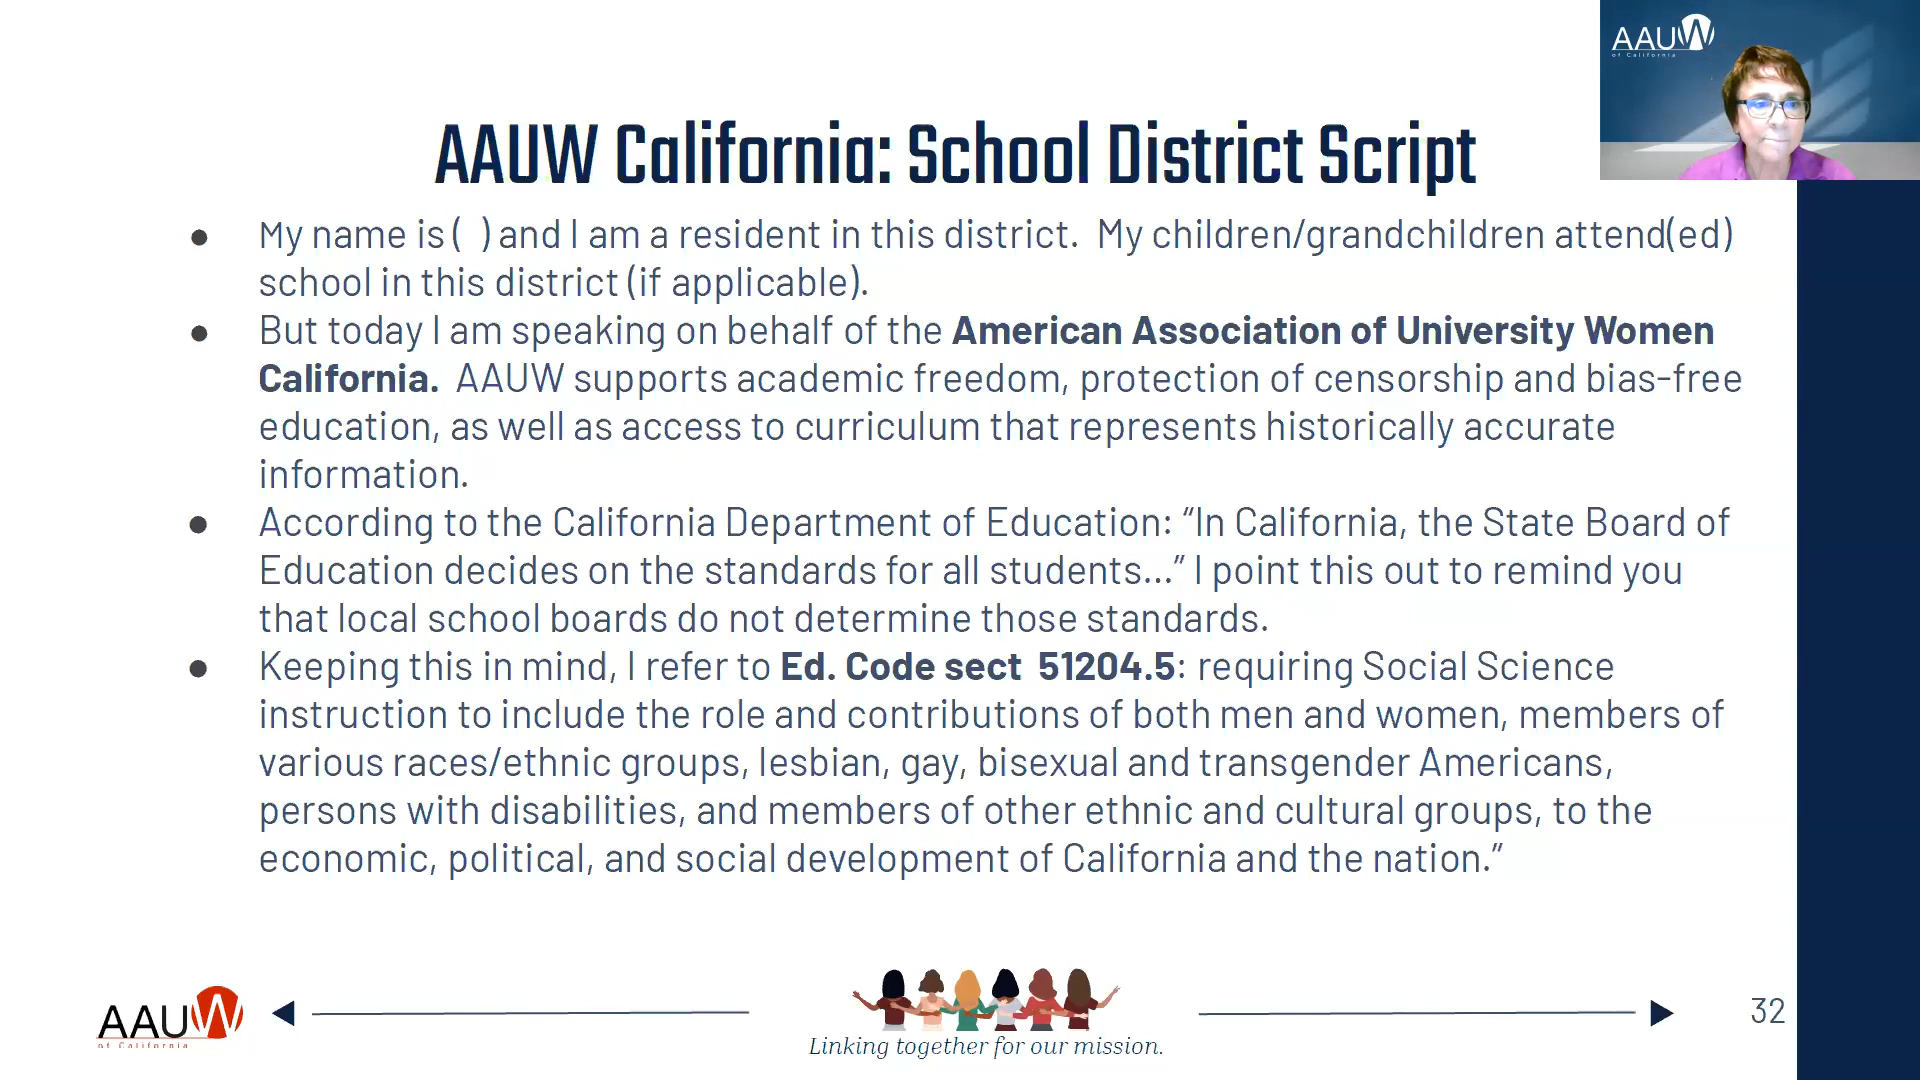 AAUW
of California
AAUW California: School District Script
● My name is ( ) and I am a resident in this district. My children/grandchildren attend(ed)
school in this district (if applicable).
● But today I am speaking on behalf of the American Association of University Women
California. AAUW supports academic freedom, protection of censorship and bias-free
education, as well as access to curriculum that represents historically accurate
information.
● According to the California Department of Education: “In California, the State Board of
Education decides on the standards for all students...” I point this out to remind you
that local school boards do not determine those standards.
● Keeping this in mind, I refer to Ed. Code sect 51204.5: requiring Social Science
instruction to include the role and contributions of both men and women, members of
various races/ethnic groups, lesbian, gay, bisexual and transgender Americans,
persons with disabilities, and members of other ethnic and cultural groups, to the
economic, political, and social development of California and the nation.”
AAUW
of California
Linking together for our mission.
32